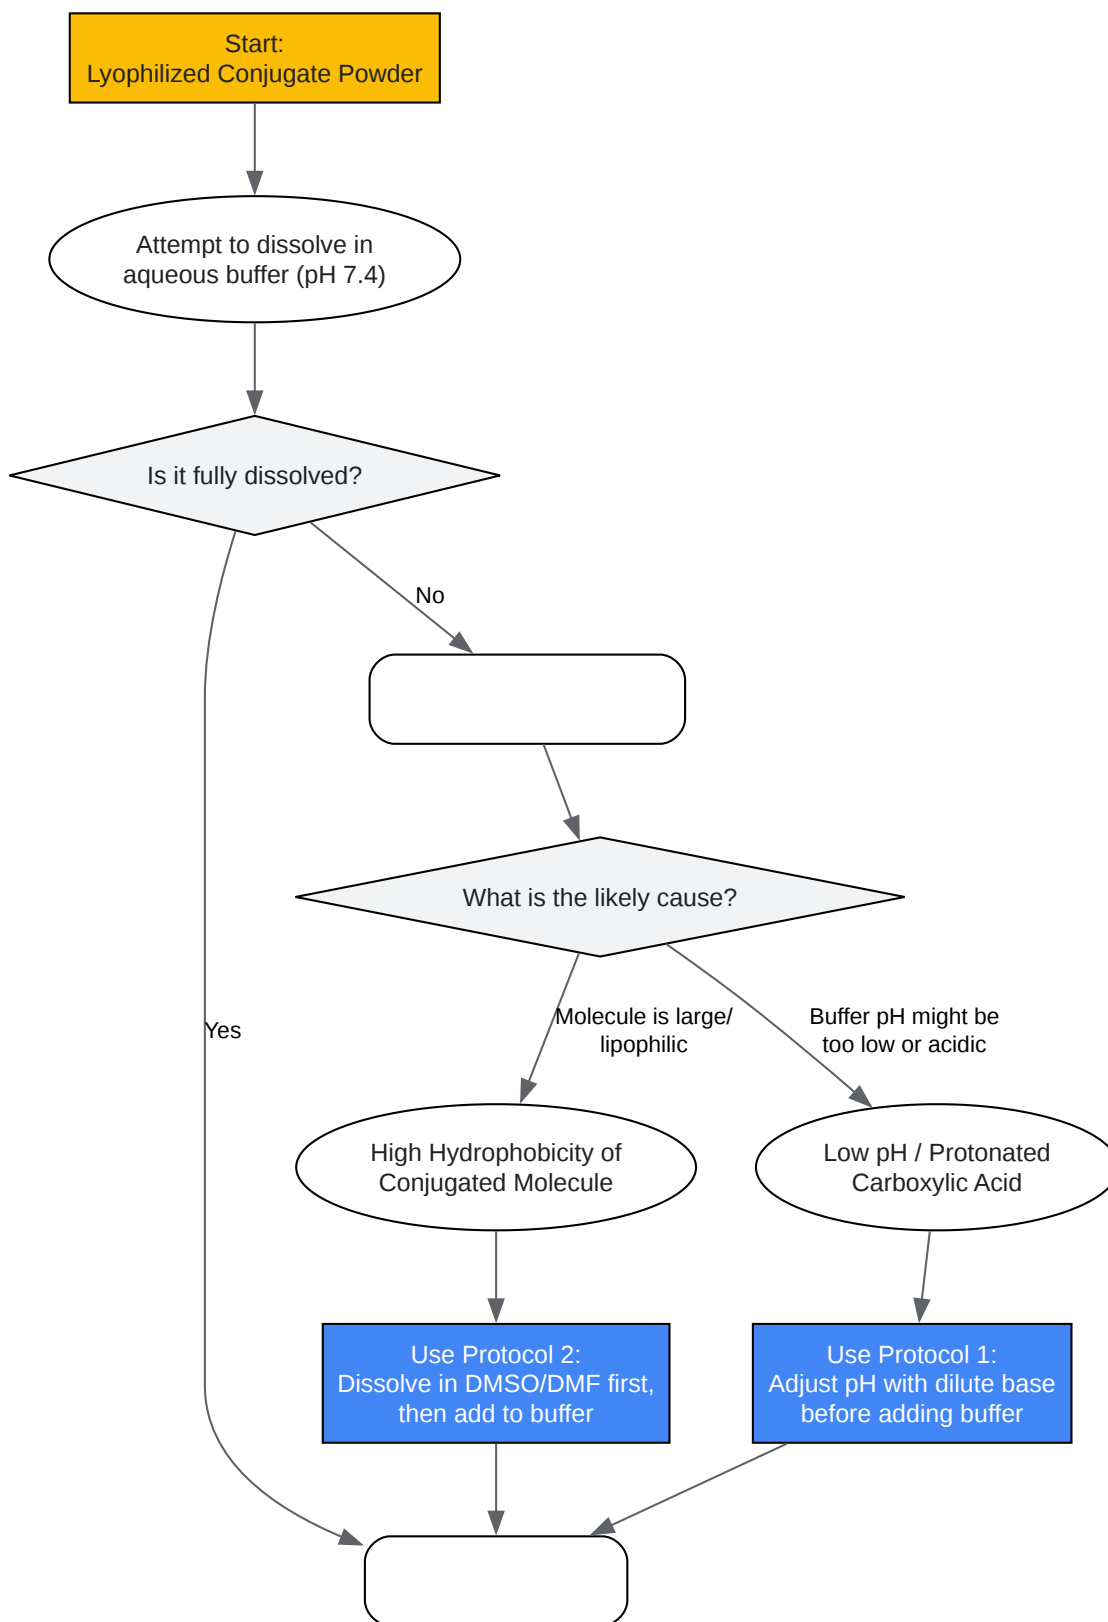 Start:
Lyophilized Conjugate Powder
Attempt to dissolve in
aqueous buffer (pH 7.4)
Is it fully dissolved?
No
What is the likely cause?
Yes
Molecule is large/
lipophilic
Buffer pH might be
too low or acidic
High Hydrophobicity of
Conjugated Molecule
Low pH / Protonated
Carboxylic Acid
Use Protocol 2:
Dissolve in DMSO/DMF first,
then add to buffer
Use Protocol 1:
Adjust pH with dilute base
before adding buffer